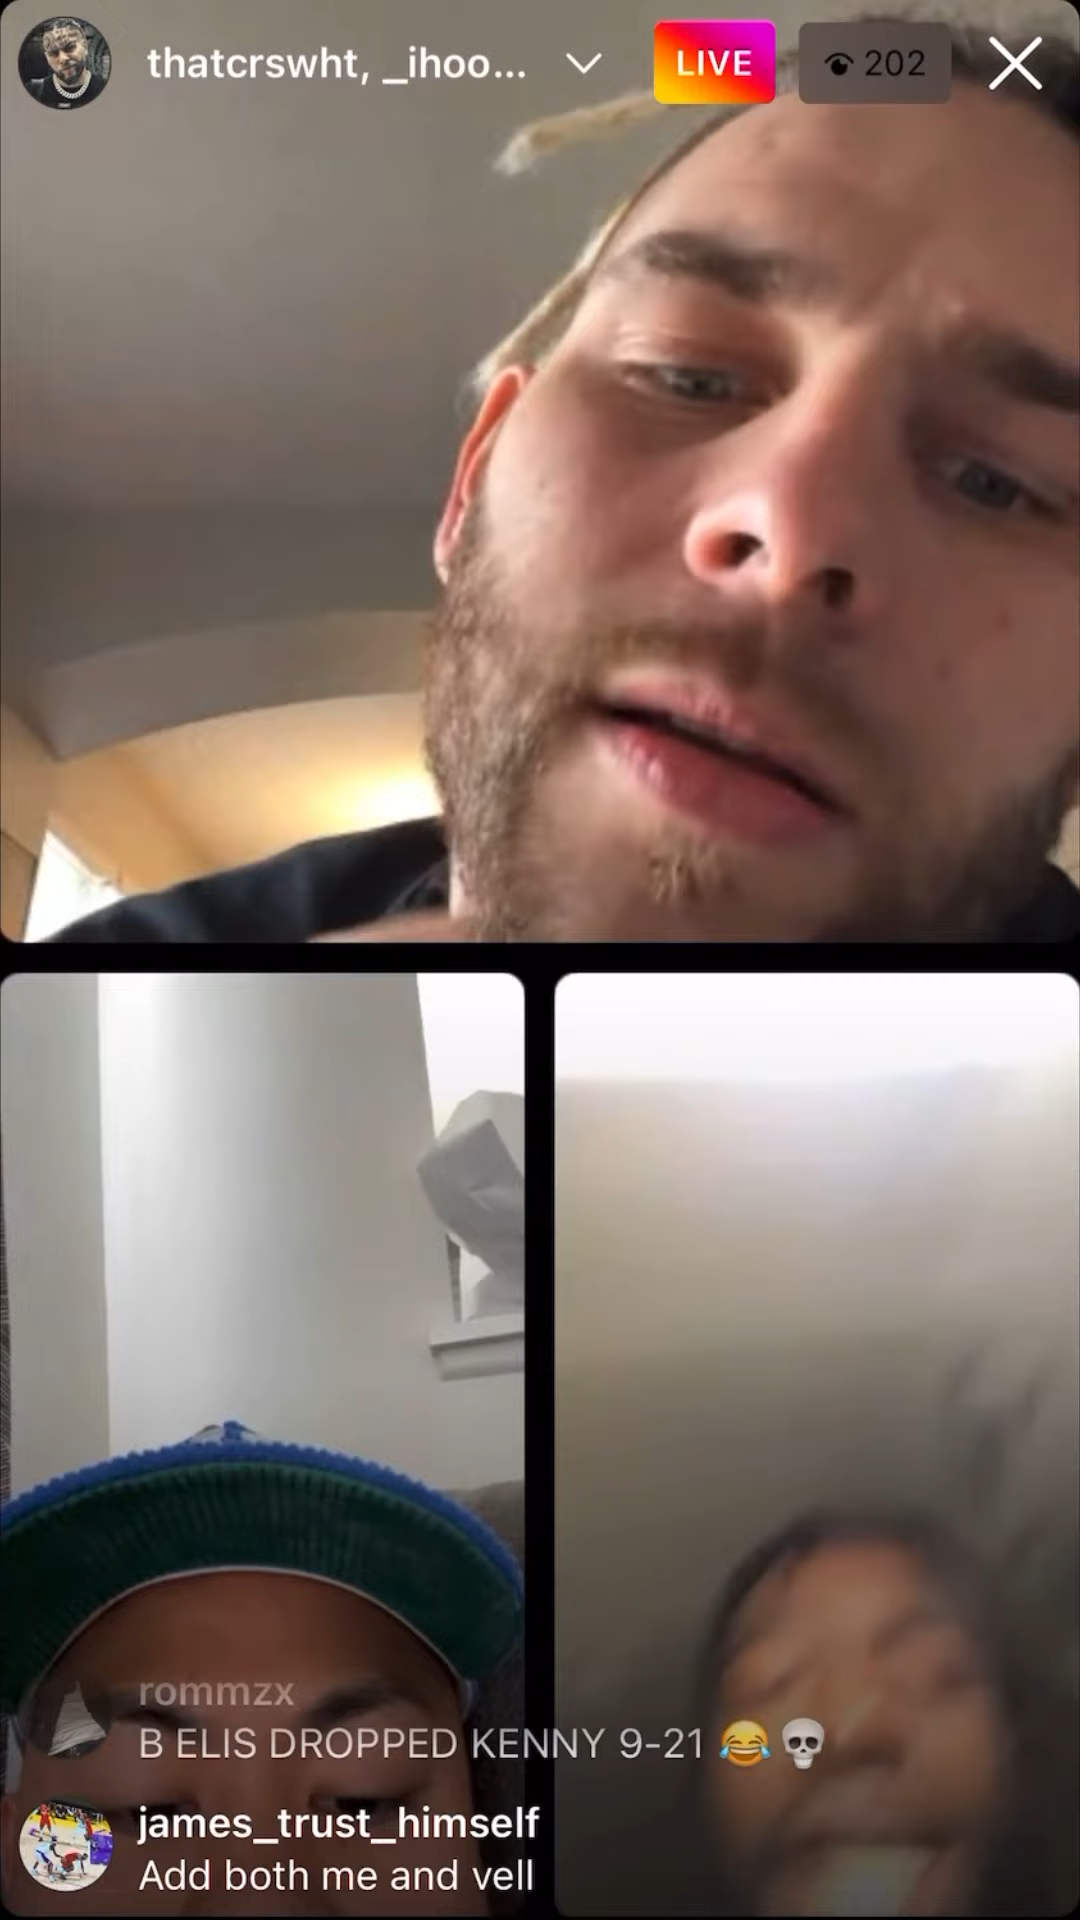 thatcrswht, _ihoo... LIVE 202
rommzx
B ELIS DROPPED KENNY 9-21 😂💀
james_trust_himself
Add both me and vell